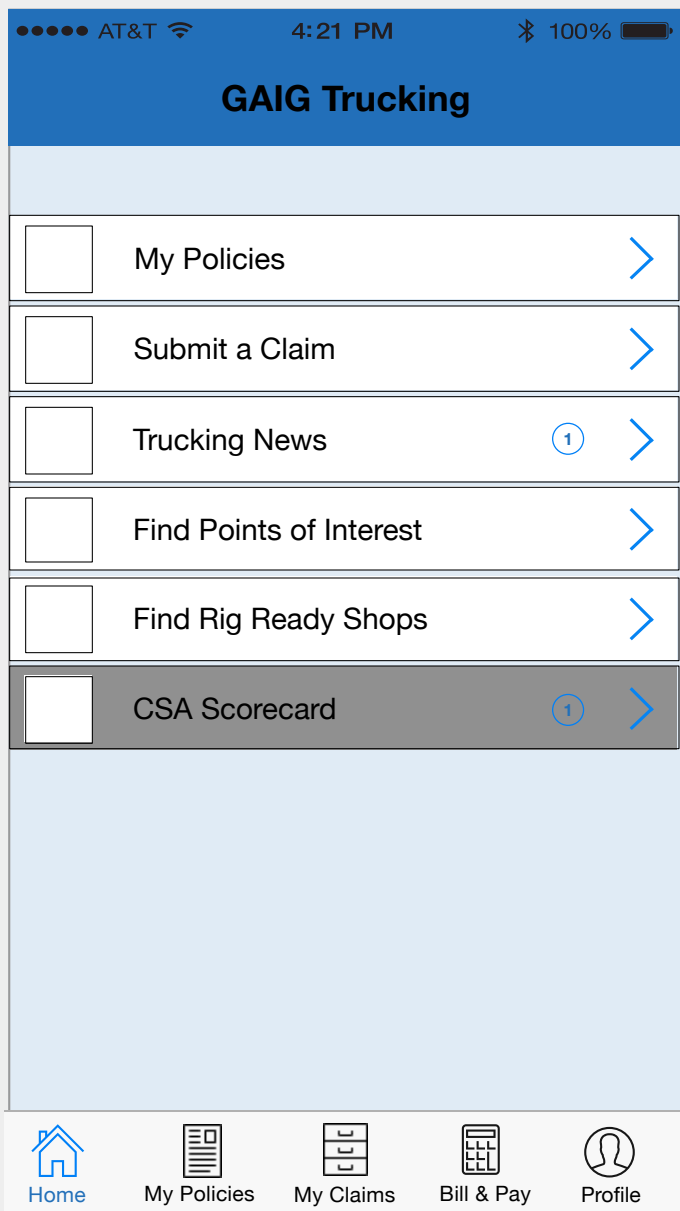 AT&T 4:21 PM 100%
GAIG Trucking
My Policies
Submit a Claim
Trucking News 1
Find Points of Interest
Find Rig Ready Shops
CSA Scorecard 1
Home My Policies My Claims Bill & Pay Profile